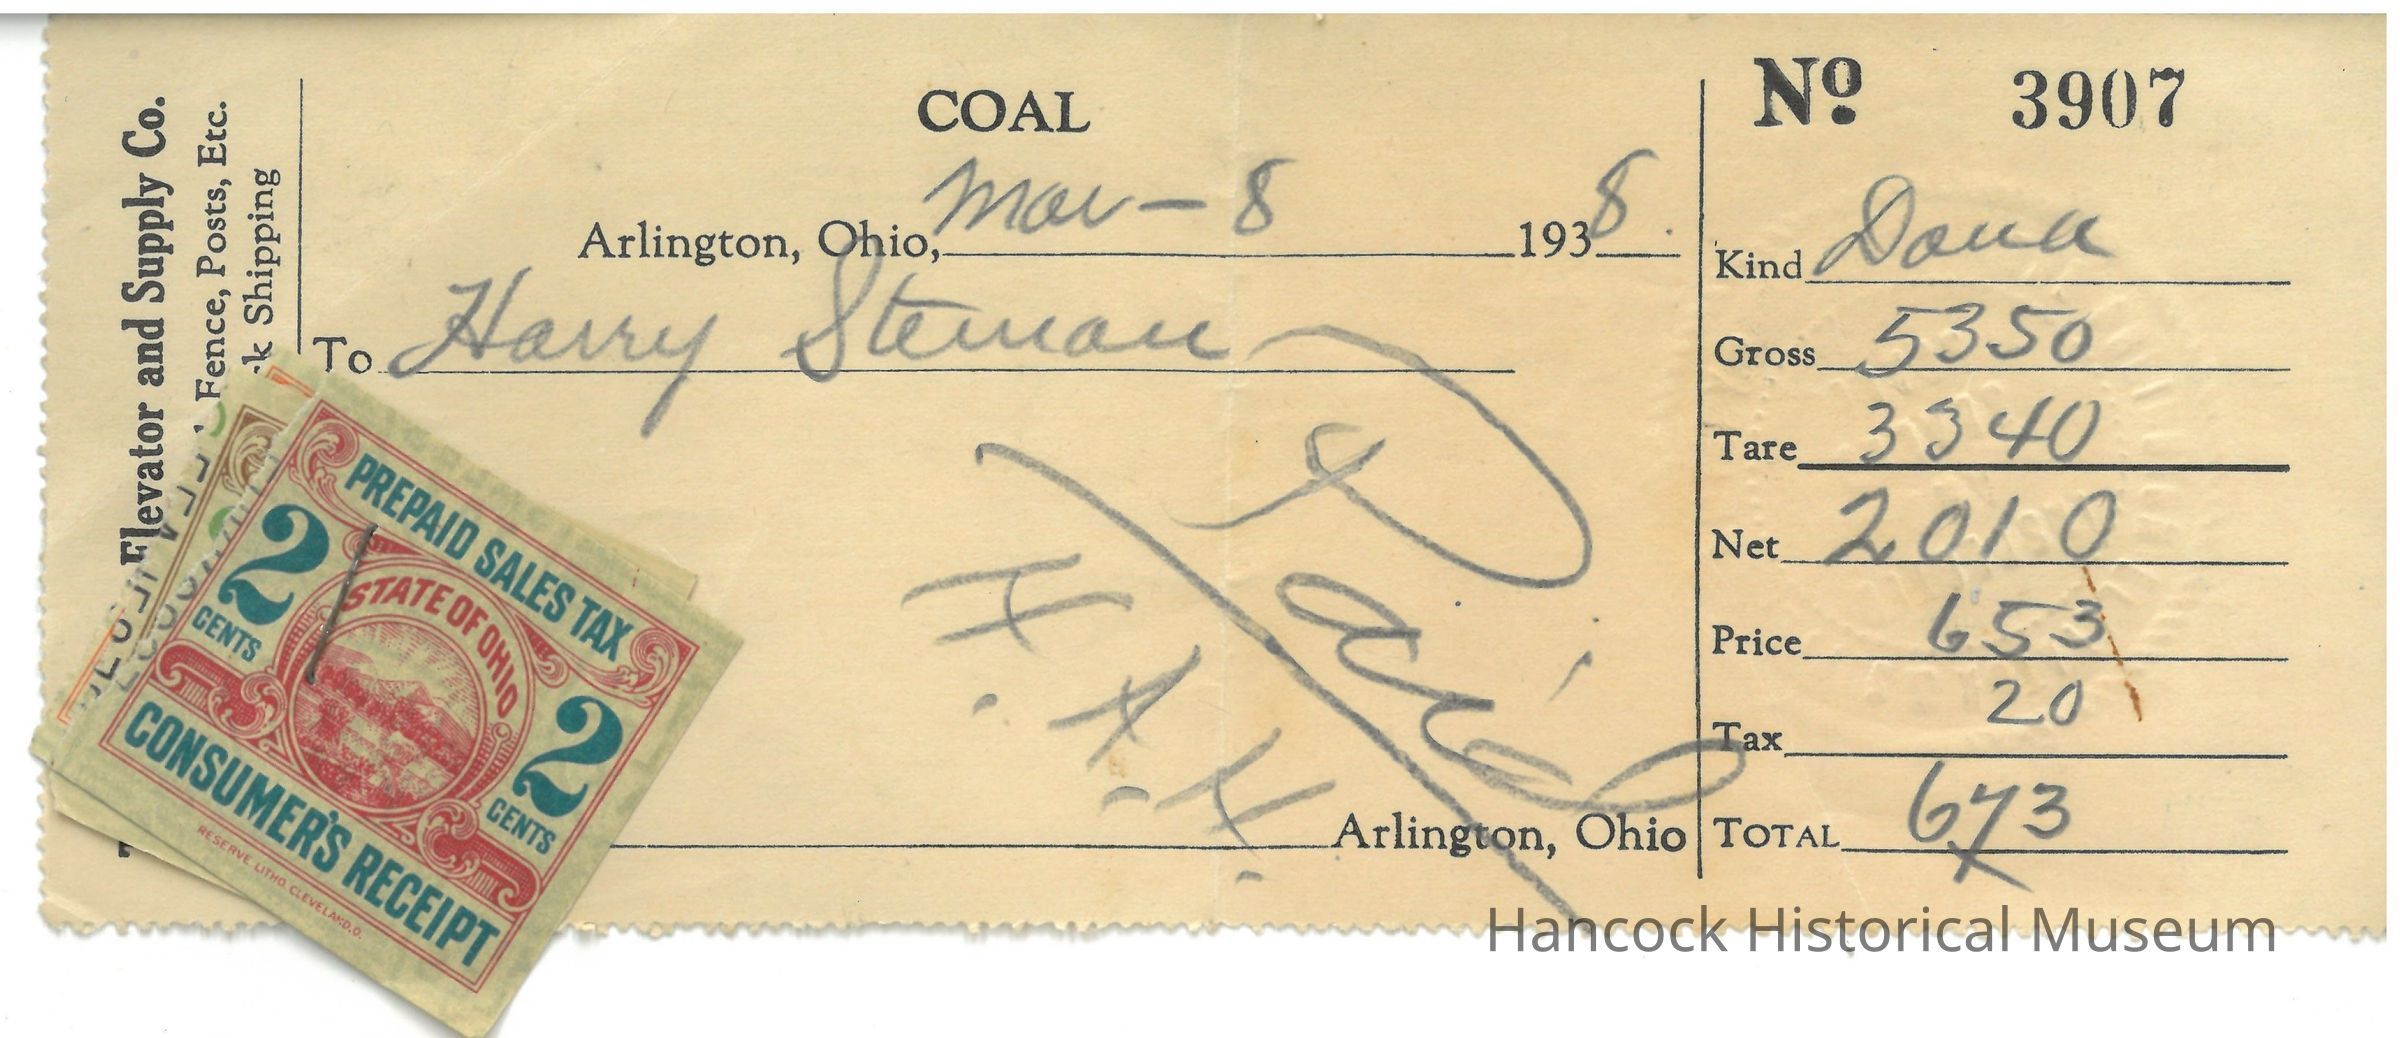 Elevator and Supply Co.
Fence, Posts, Etc.
k Shipping
COAL
Arlington, Ohio, Mar - 8 1938.
To Harry Steman
Paid
H. H. H.
Arlington, Ohio
No 3907
Kind Dana
Gross 5350
Tare 3340
Net 2010
Price 653
Tax 20
TOTAL 673
PREPAID SALES TAX
2 CENTS
STATE OF OHIO
2 CENTS
CONSUMER'S RECEIPT
RESERVE LITHO. CLEVELAND.O.
Hancock Historical Museum